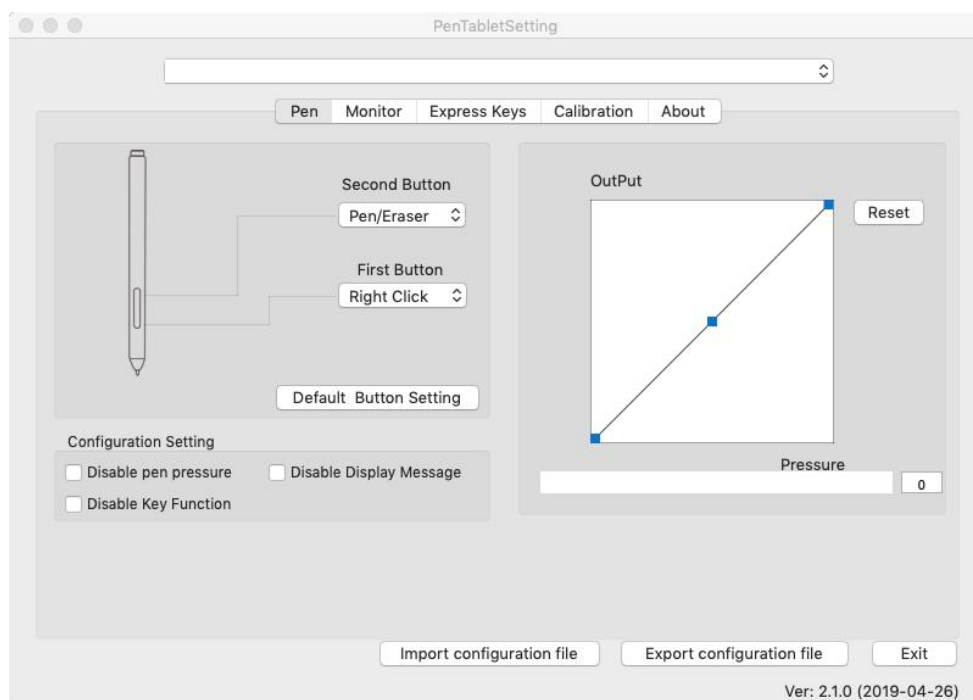 PenTabletSetting
Pen Monitor Express Keys Calibration About
Second Button
Pen/Eraser
First Button
Right Click
Default Button Setting
OutPut
Reset
Pressure
0
Configuration Setting
Disable pen pressure Disable Display Message
Disable Key Function
Import configuration file Export configuration file Exit
Ver: 2.1.0 (2019-04-26)